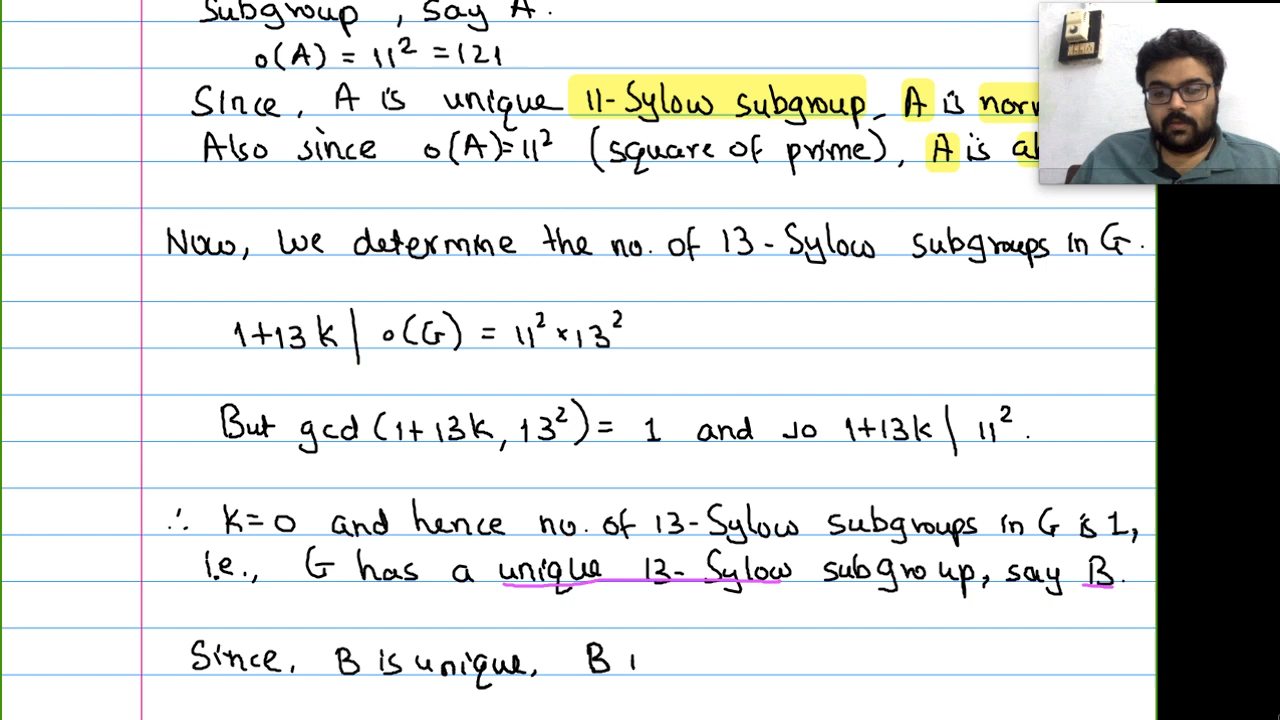 Subgroup, say A.
o(A) = 11² = 121
Since, A is unique 11-Sylow subgroup, A is
Also since o(A)=11² (square of prime), A is
Now, we determine the no. of 13-Sylow subgroups in G.
1+13k | o(G) = 11² × 13²
But gcd (1+13k, 13²) = 1 and so 1+13k | 11².
∴ k=0 and hence no. of 13-Sylow subgroups in G is 1,
i.e., G has a unique 13-Sylow subgroup, say B.
Since, B is unique, B